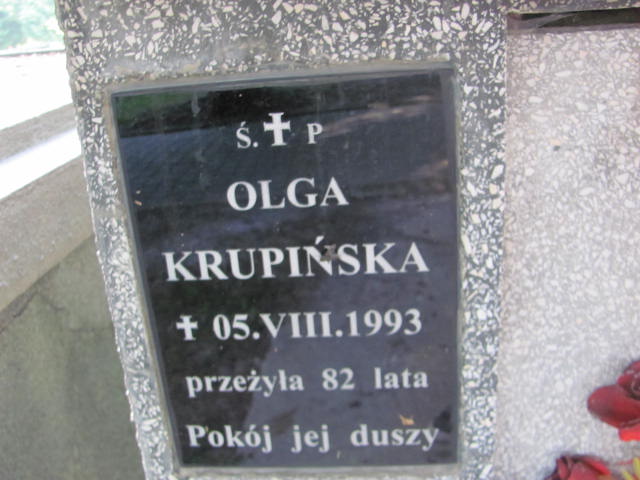 Ś. ✝ P
OLGA
KRUPIŃSKA
✝ 05.VIII.1993
przeżyła 82 lata
Pokój jej duszy